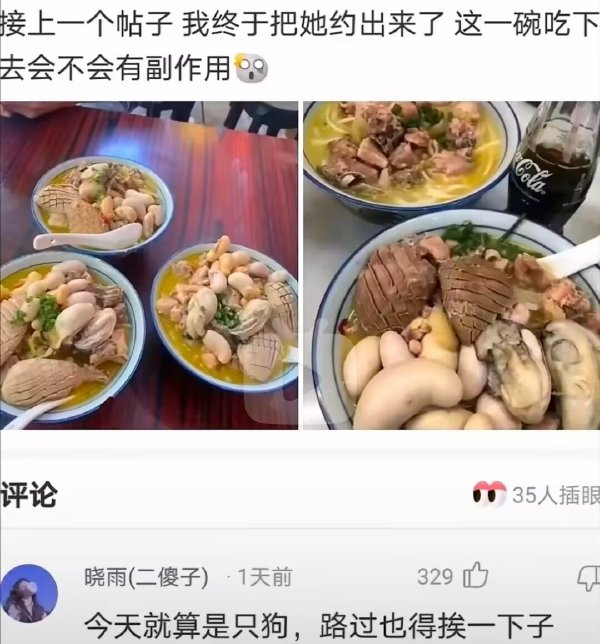 接上一个帖子 我终于把她约出来了 这一碗吃下
去会不会有副作用
Cola
评论
35人插眼
晓雨(二傻子) · 1天前
329
今天就算是只狗，路过也得挨一下子